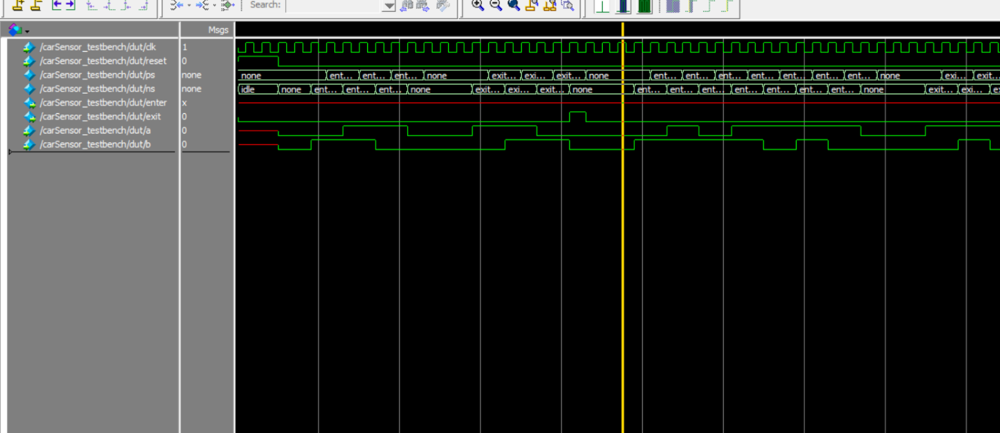 Search:
Msgs
/carSensor_testbench/dut/clk 1
/carSensor_testbench/dut/reset 0
/carSensor_testbench/dut/ps none none ent... ent... ent... none exit... exi... exit... none ent... ent... ent... ent... ent... ent... ent... none exi... exit...
/carSensor_testbench/dut/ns none idle none ent... ent... ent... none exit... exi... exit... none ent... ent... ent... ent... ent... ent... ent... none exit... exi... ex
/carSensor_testbench/dut/enter x
/carSensor_testbench/dut/exit 0
/carSensor_testbench/dut/a 0
/carSensor_testbench/dut/b 0